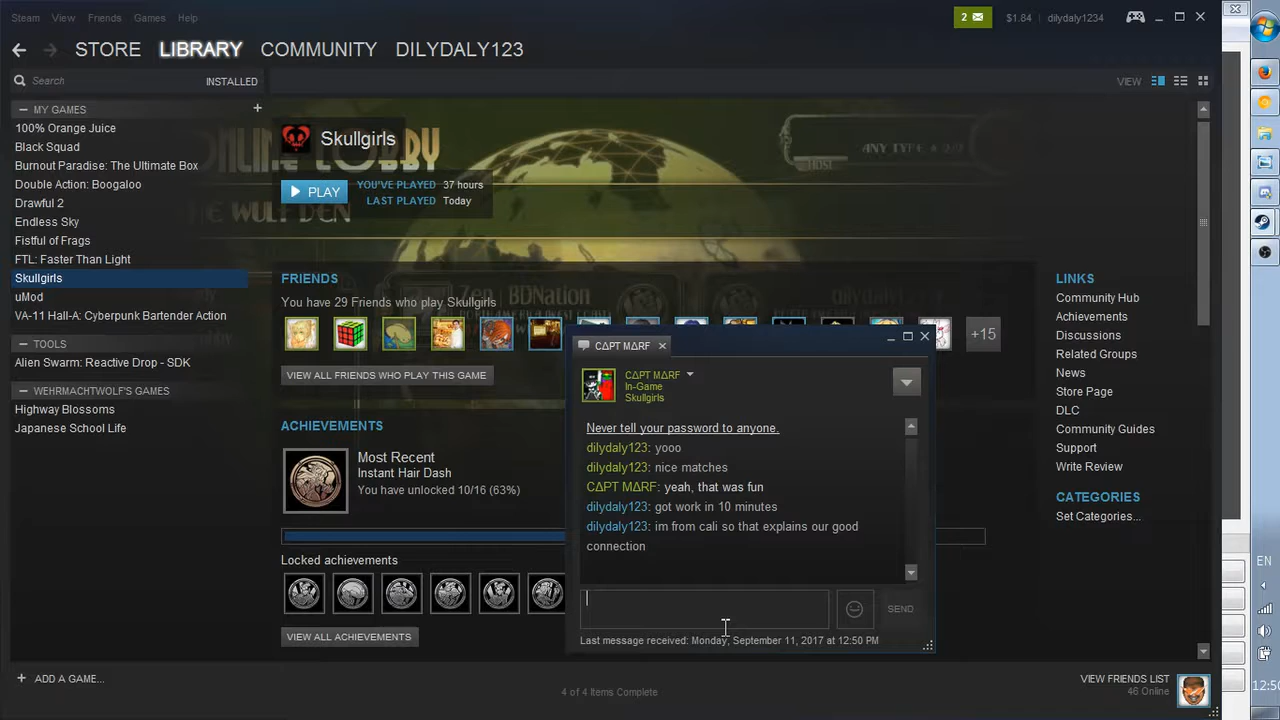 Steam View Friends Games Help
2
$1.84 dilydaly1234
STORE LIBRARY COMMUNITY DILYDALY123
Search INSTALLED
VIEW
MY GAMES +
100% Orange Juice
Black Squad
Burnout Paradise: The Ultimate Box
Double Action: Boogaloo
Drawful 2
Endless Sky
Fistful of Frags
FTL: Faster Than Light
Skullgirls
uMod
VA-11 Hall-A: Cyberpunk Bartender Action
TOOLS
Alien Swarm: Reactive Drop - SDK
WEHRMACHTWOLF'S GAMES
Highway Blossoms
Japanese School Life
+ ADD A GAME...
ONLINE LOBBY
HOST
Skullgirls
PLAY
YOU'VE PLAYED 37 hours
LAST PLAYED Today
Zen BDNation
FRIENDS
You have 29 Friends who play Skullgirls
+15
VIEW ALL FRIENDS WHO PLAY THIS GAME
ACHIEVEMENTS
Most Recent
Instant Hair Dash
You have unlocked 10/16 (63%)
Locked achievements
VIEW ALL ACHIEVEMENTS
4 of 4 Items Complete
LINKS
Community Hub
Achievements
Discussions
Related Groups
News
Store Page
DLC
Community Guides
Support
Write Review
CATEGORIES
Set Categories...
VIEW FRIENDS LIST
46 Online
CΔPT MΔRF
CΔPT MΔRF
In-Game
Skullgirls
Never tell your password to anyone.
dilydaly123: yooo
dilydaly123: nice matches
CΔPT MΔRF: yeah, that was fun
dilydaly123: got work in 10 minutes
dilydaly123: im from cali so that explains our good
connection
SEND
Last message received: Monday, September 11, 2017 at 12:50 PM
EN
12:50